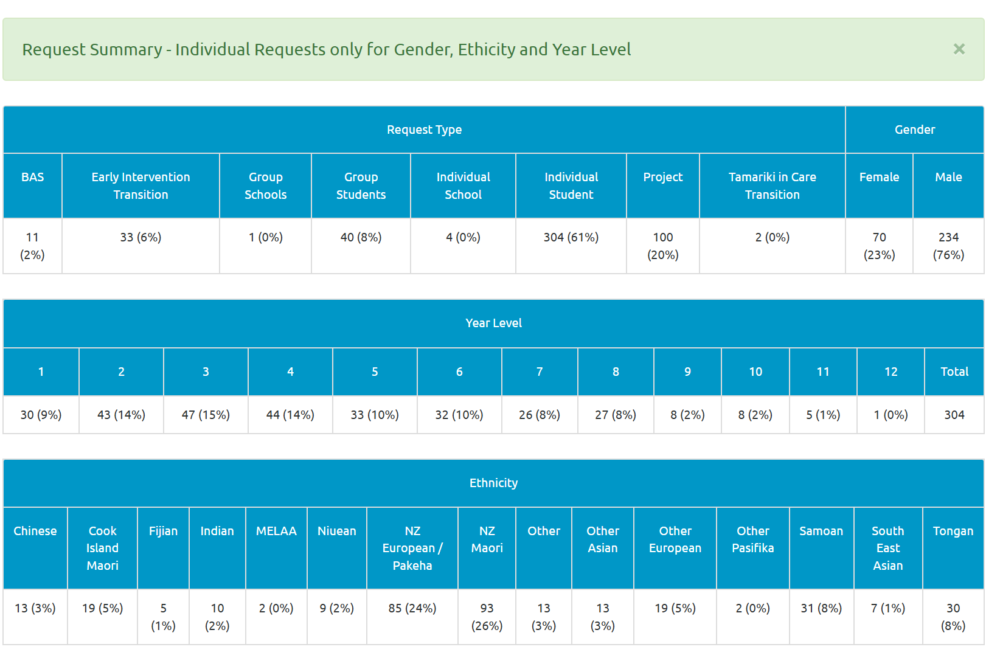 Request Summary - Individual Requests only for Gender, Ethicity and Year Level
×
Request Type Gender
BAS Early Intervention Transition Group Schools Group Students Individual School Individual Student Project Tamariki in Care Transition Female Male
11 (2%) 33 (6%) 1 (0%) 40 (8%) 4 (0%) 304 (61%) 100 (20%) 2 (0%) 70 (23%) 234 (76%)
Year Level
1 2 3 4 5 6 7 8 9 10 11 12 Total
30 (9%) 43 (14%) 47 (15%) 44 (14%) 33 (10%) 32 (10%) 26 (8%) 27 (8%) 8 (2%) 8 (2%) 5 (1%) 1 (0%) 304
Ethnicity
Chinese Cook Island Maori Fijian Indian MELAA Niuean NZ European / Pakeha NZ Maori Other Other Asian Other European Other Pasifika Samoan South East Asian Tongan
13 (3%) 19 (5%) 5 (1%) 10 (2%) 2 (0%) 9 (2%) 85 (24%) 93 (26%) 13 (3%) 13 (3%) 19 (5%) 2 (0%) 31 (8%) 7 (1%) 30 (8%)